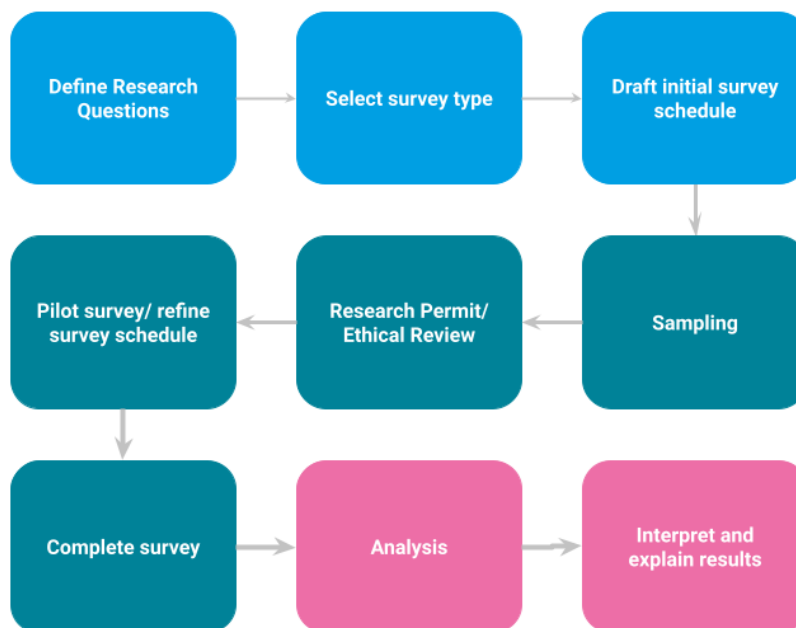 Define Research
Questions
Select survey type
Draft initial survey
schedule
Sampling
Research Permit/
Ethical Review
Pilot survey/ refine
survey schedule
Complete survey
Analysis
Interpret and
explain results